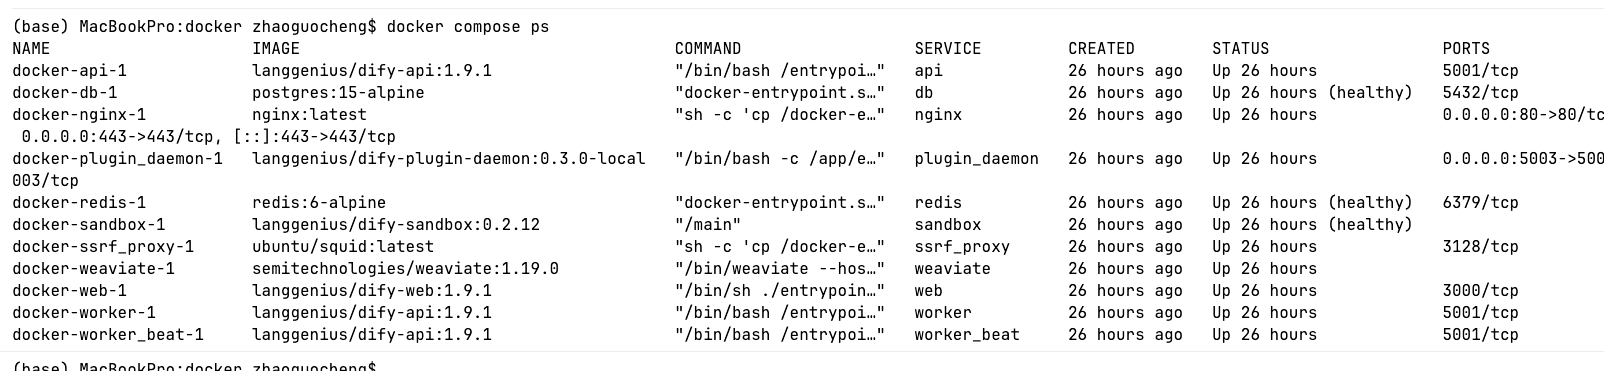 (base) MacBookPro:docker zhaoguocheng$ docker compose ps
NAME                     IMAGE                                       COMMAND                  SERVICE         CREATED        STATUS                  PORTS
docker-api-1             langgenius/dify-api:1.9.1                   "/bin/bash /entrypoi…"   api             26 hours ago   Up 26 hours             5001/tcp
docker-db-1              postgres:15-alpine                          "docker-entrypoint.s…"   db              26 hours ago   Up 26 hours (healthy)   5432/tcp
docker-nginx-1           nginx:latest                                "sh -c 'cp /docker-e…"   nginx           26 hours ago   Up 26 hours             0.0.0.0:80->80/tc
 0.0.0.0:443->443/tcp, [::]:443->443/tcp
docker-plugin_daemon-1   langgenius/dify-plugin-daemon:0.3.0-local   "/bin/bash -c /app/e…"   plugin_daemon   26 hours ago   Up 26 hours             0.0.0.0:5003->500
003/tcp
docker-redis-1           redis:6-alpine                              "docker-entrypoint.s…"   redis           26 hours ago   Up 26 hours (healthy)   6379/tcp
docker-sandbox-1         langgenius/dify-sandbox:0.2.12              "/main"                  sandbox         26 hours ago   Up 26 hours (healthy)
docker-ssrf_proxy-1      ubuntu/squid:latest                         "sh -c 'cp /docker-e…"   ssrf_proxy      26 hours ago   Up 26 hours             3128/tcp
docker-weaviate-1        semitechnologies/weaviate:1.19.0            "/bin/weaviate --hos…"   weaviate        26 hours ago   Up 26 hours
docker-web-1             langgenius/dify-web:1.9.1                   "/bin/sh ./entrypoin…"   web             26 hours ago   Up 26 hours             3000/tcp
docker-worker-1          langgenius/dify-api:1.9.1                   "/bin/bash /entrypoi…"   worker          26 hours ago   Up 26 hours             5001/tcp
docker-worker_beat-1     langgenius/dify-api:1.9.1                   "/bin/bash /entrypoi…"   worker_beat     26 hours ago   Up 26 hours             5001/tcp
(base) MacBookPro:docker zhaoguocheng$